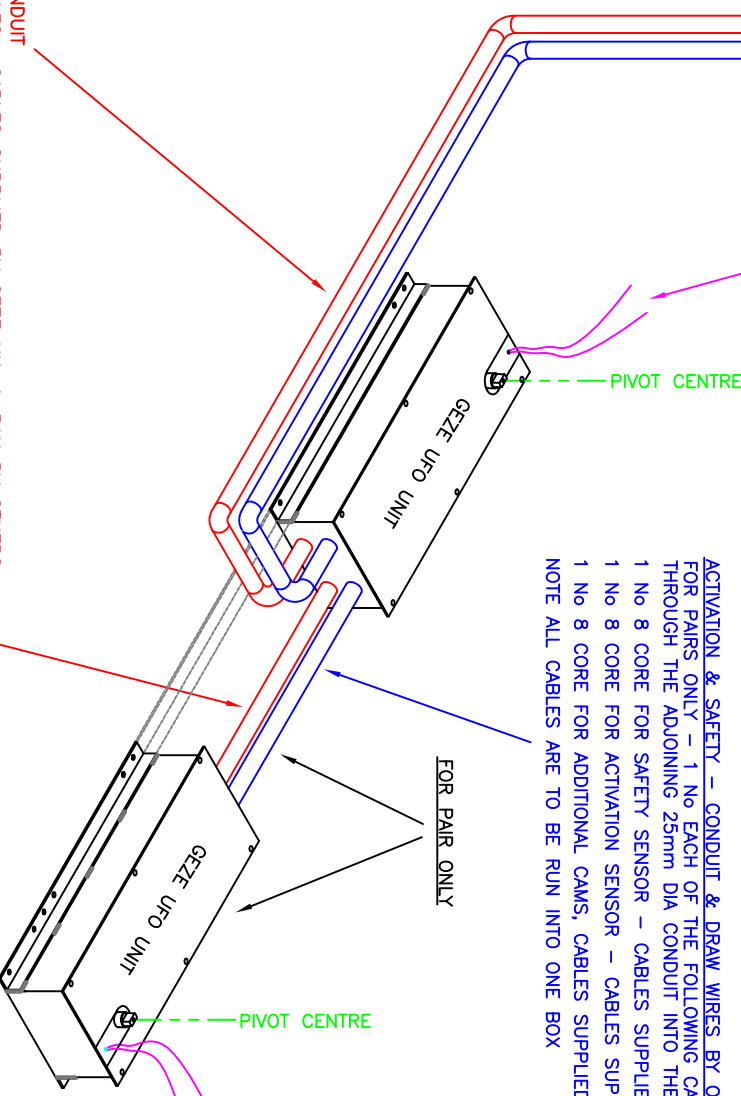 ACTIVATION & SAFETY – CONDUIT & DRAW WIRES BY
FOR PAIRS ONLY – 1 No EACH OF THE FOLLOWING
THROUGH THE ADJOINING 25mm DIA CONDUIT INTO THE
1 No 8 CORE FOR SAFETY SENSOR – CABLES
1 No 8 CORE FOR ACTIVATION SENSOR – CABLES
1 No 8 CORE FOR ADDITIONAL CAMS, CABLES SUPPLIED
NOTE ALL CABLES ARE TO BE RUN INTO ONE BOX
PIVOT CENTRE
GEZE UFO UNIT
FOR PAIR ONLY
GEZE UFO UNIT
PIVOT CENTRE